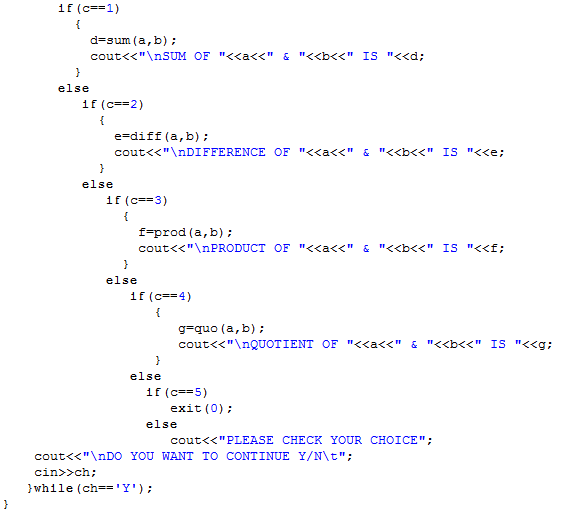 if(c==1)
{
d=sum(a,b);
cout<<"\nSUM OF "<<a<<" & "<<b<<" IS "<<d;
}
else
if(c==2)
{
e=diff(a,b);
cout<<"\nDIFFERENCE OF "<<a<<" & "<<b<<" IS "<<e;
}
else
if(c==3)
{
f=prod(a,b);
cout<<"\nPRODUCT OF "<<a<<" & "<<b<<" IS "<<f;
}
else
if(c==4)
{
g=quo(a,b);
cout<<"\nQUOTIENT OF "<<a<<" & "<<b<<" IS "<<g;
}
else
if(c==5)
exit(0);
else
cout<<"PLEASE CHECK YOUR CHOICE";
cout<<"\nDO YOU WANT TO CONTINUE Y/N\t";
cin>>ch;
}while(ch=='Y');
}